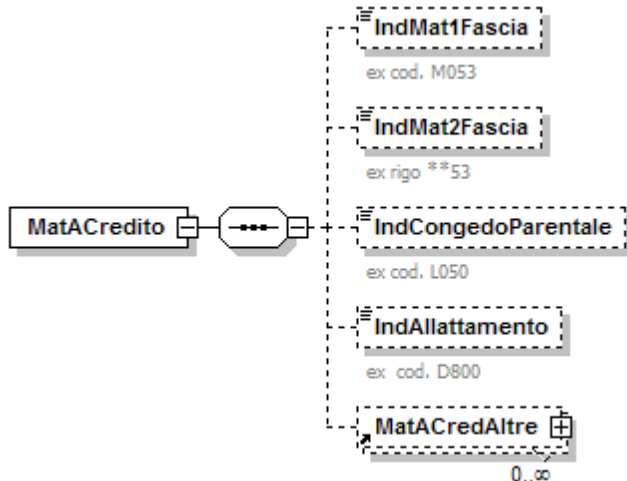 IndMat1Fascia
ex cod. M053
IndMat2Fascia
ex rigo **53
MatACredito
IndCongedoParentale
ex cod. L050
IndAllattamento
ex cod. D800
MatACredAltre
0..∞